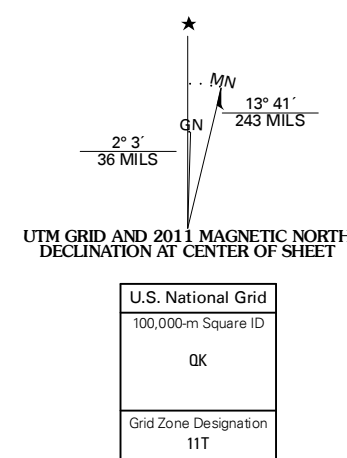 ★
MN
GN
13° 41´
243 MILS
2° 3´
36 MILS
UTM GRID AND 2011 MAGNETIC NORTH
DECLINATION AT CENTER OF SHEET
U.S. National Grid
100,000-m Square ID
QK
Grid Zone Designation
11T